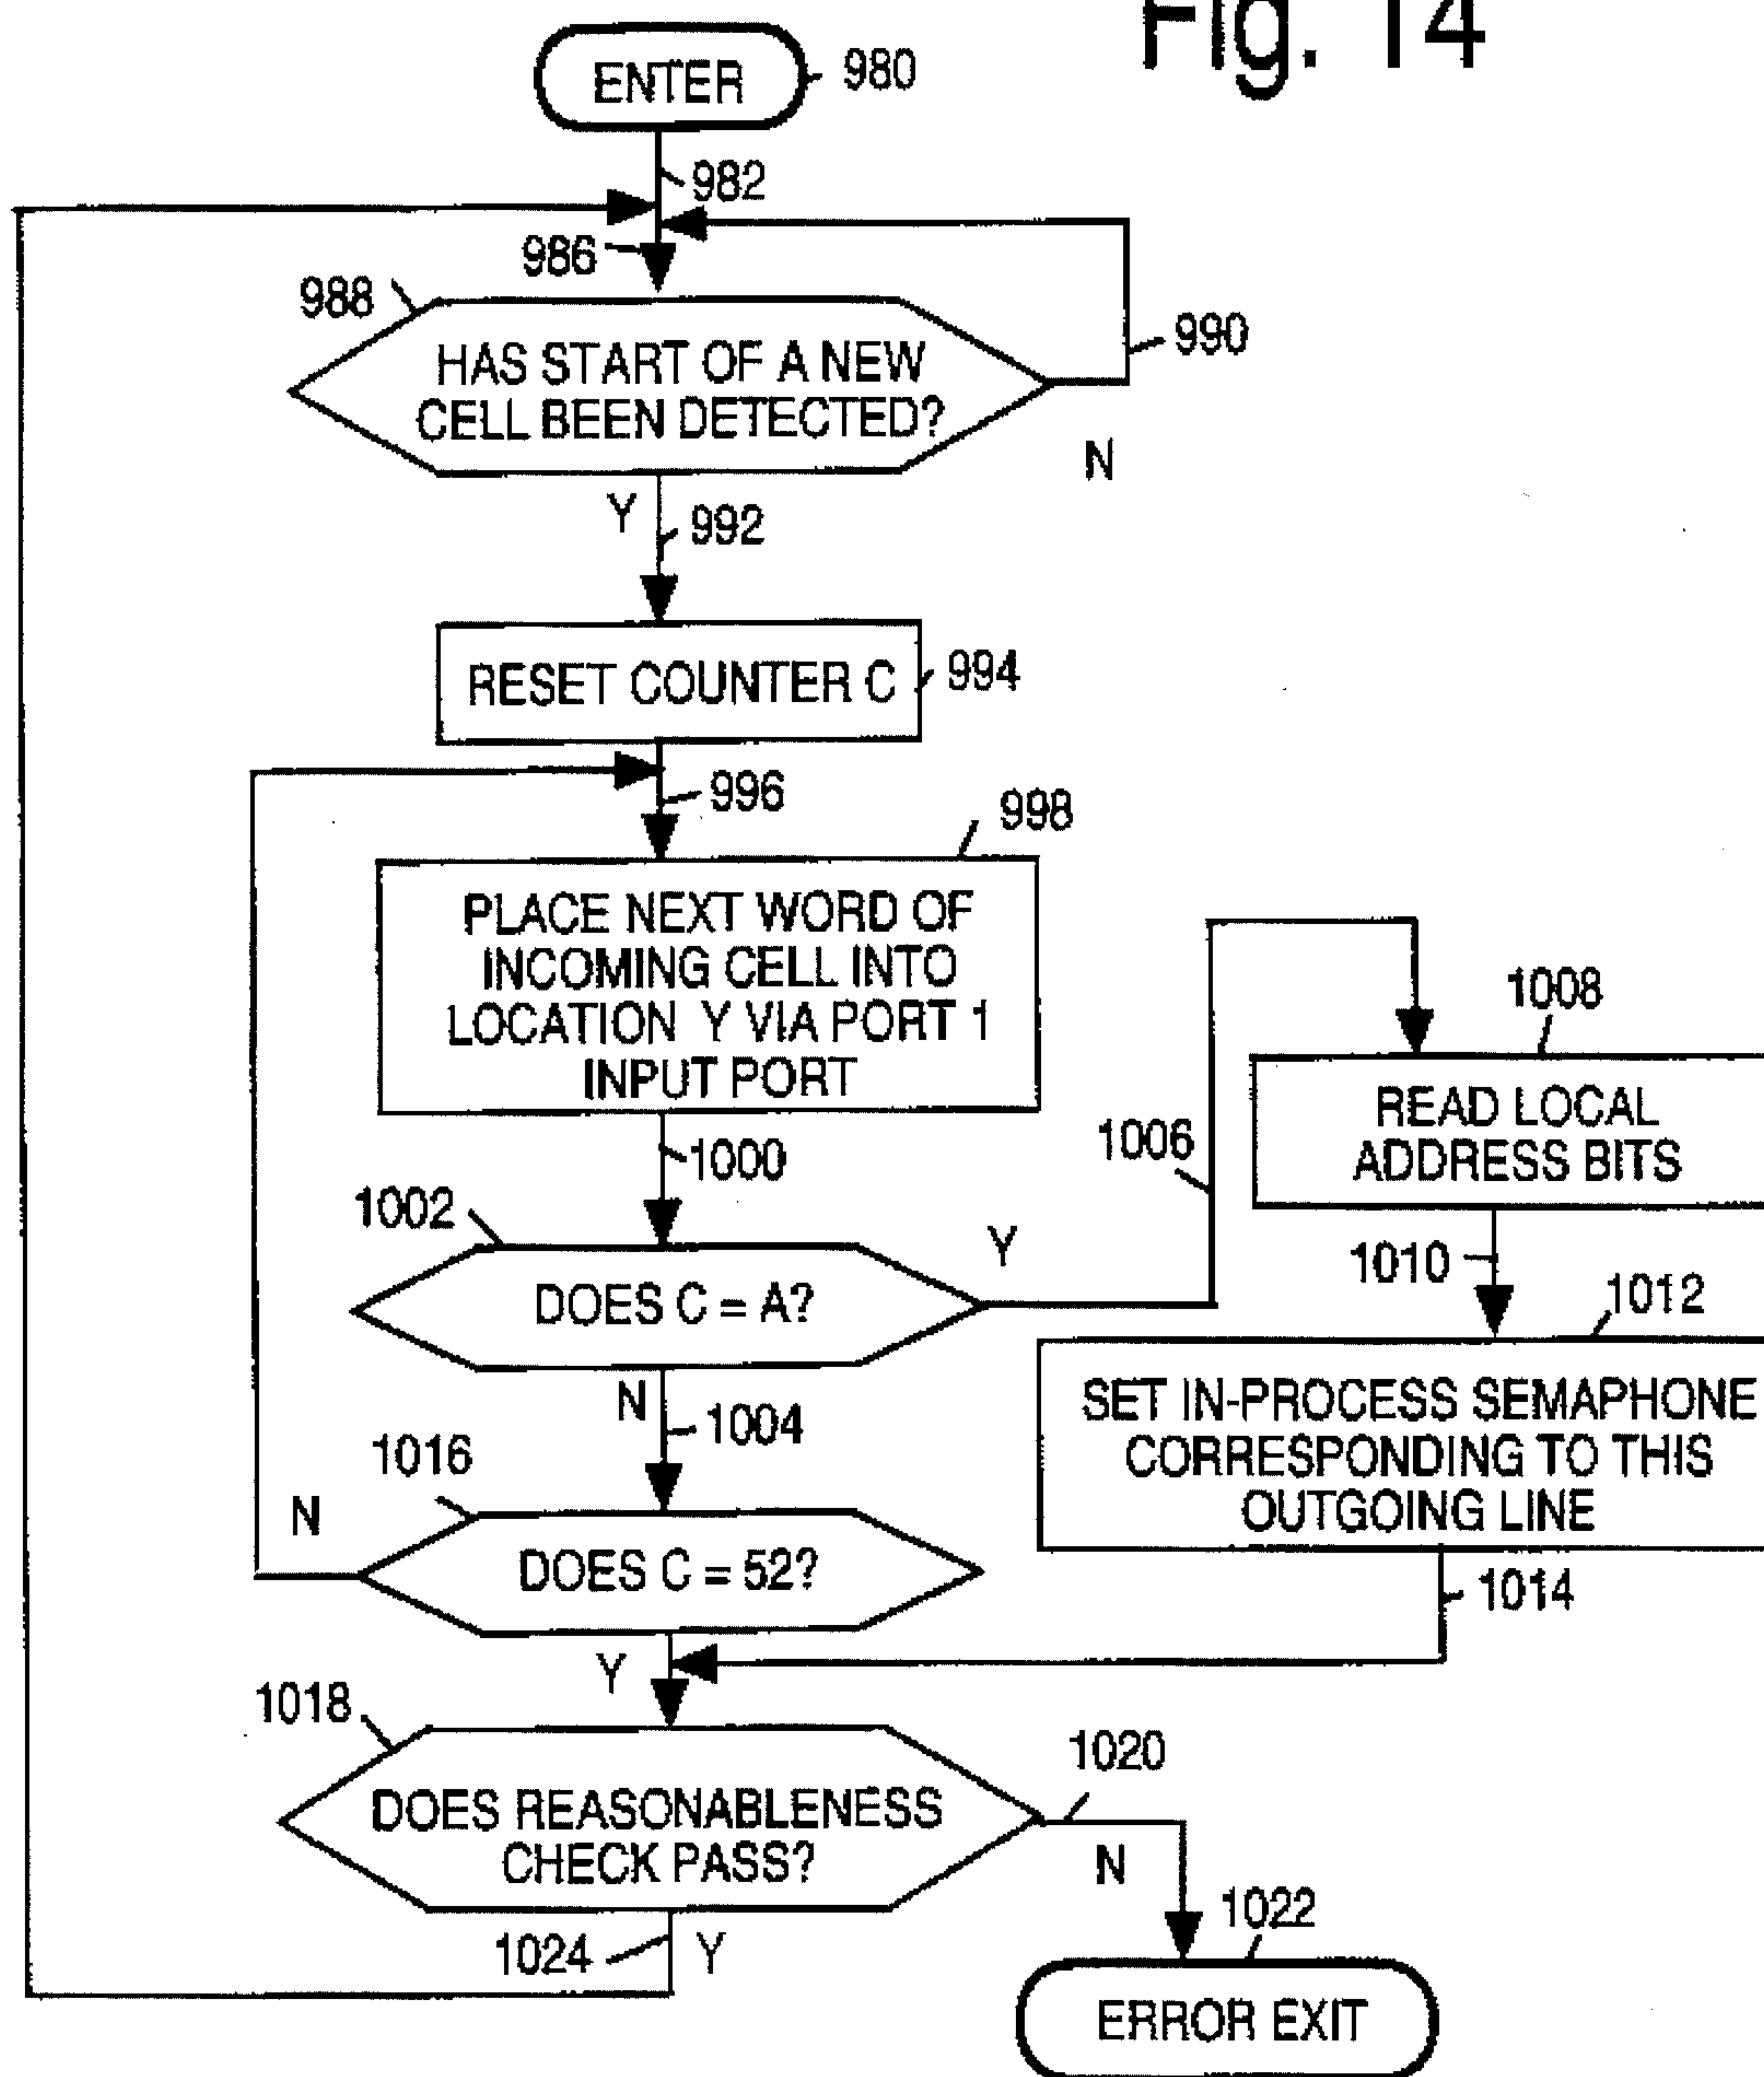 Fig. 14
ENTER
980
982
986
988
HAS START OF A NEW
CELL BEEN DETECTED?
990
N
Y
992
RESET COUNTER C
994
996
998
PLACE NEXT WORD OF
INCOMING CELL INTO
LOCATION Y VIA PORT 1
INPUT PORT
1000
1002
DOES C = A?
Y
1006
1008
READ LOCAL
ADDRESS BITS
1010
1012
SET IN-PROCESS SEMAPHONE
CORRESPONDING TO THIS
OUTGOING LINE
1014
N
1004
1016
N
DOES C = 52?
Y
1018
DOES REASONABLENESS
CHECK PASS?
1020
N
1022
ERROR EXIT
1024
Y